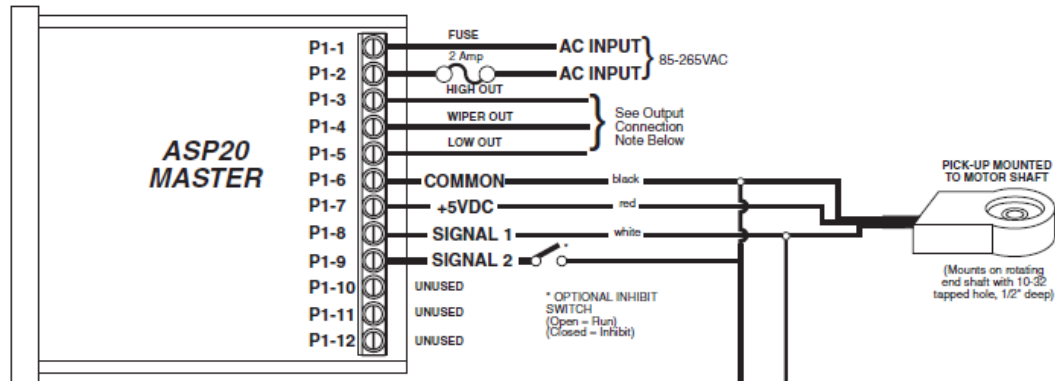 P1-1 FUSE AC INPUT
P1-2 2 Amp AC INPUT
85-265VAC
P1-3 HIGH OUT
P1-4 WIPER OUT
P1-5 LOW OUT
See Output
Connection
Note Below
ASP20
MASTER
P1-6 COMMON black
P1-7 +5VDC red
P1-8 SIGNAL 1 white
P1-9 SIGNAL 2 *
P1-10 UNUSED
P1-11 UNUSED
P1-12 UNUSED
* OPTIONAL INHIBIT
SWITCH
(Open = Run)
(Closed = Inhibit)
PICK-UP MOUNTED
TO MOTOR SHAFT
(Mounts on rotating
end shaft with 10-32
tapped hole, 1/2" deep)